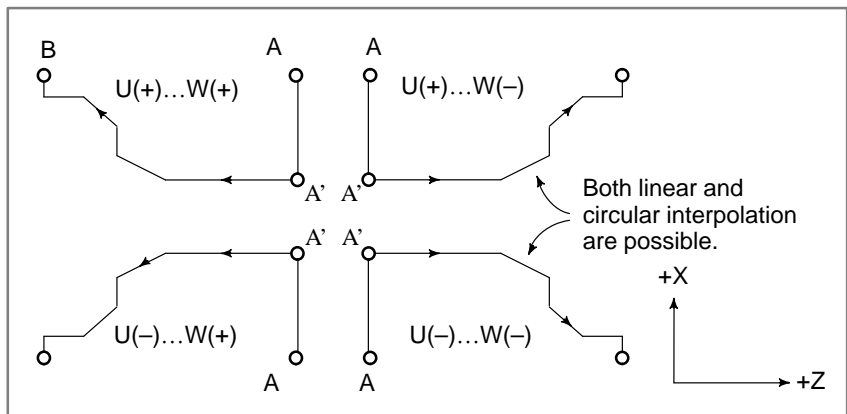 B
A
A
U(+)…W(+)
U(+)…W(–)
A'
A'
Both linear and
circular interpolation
are possible.
A'
A'
+X
U(–)…W(+)
U(–)…W(–)
A
A
+Z